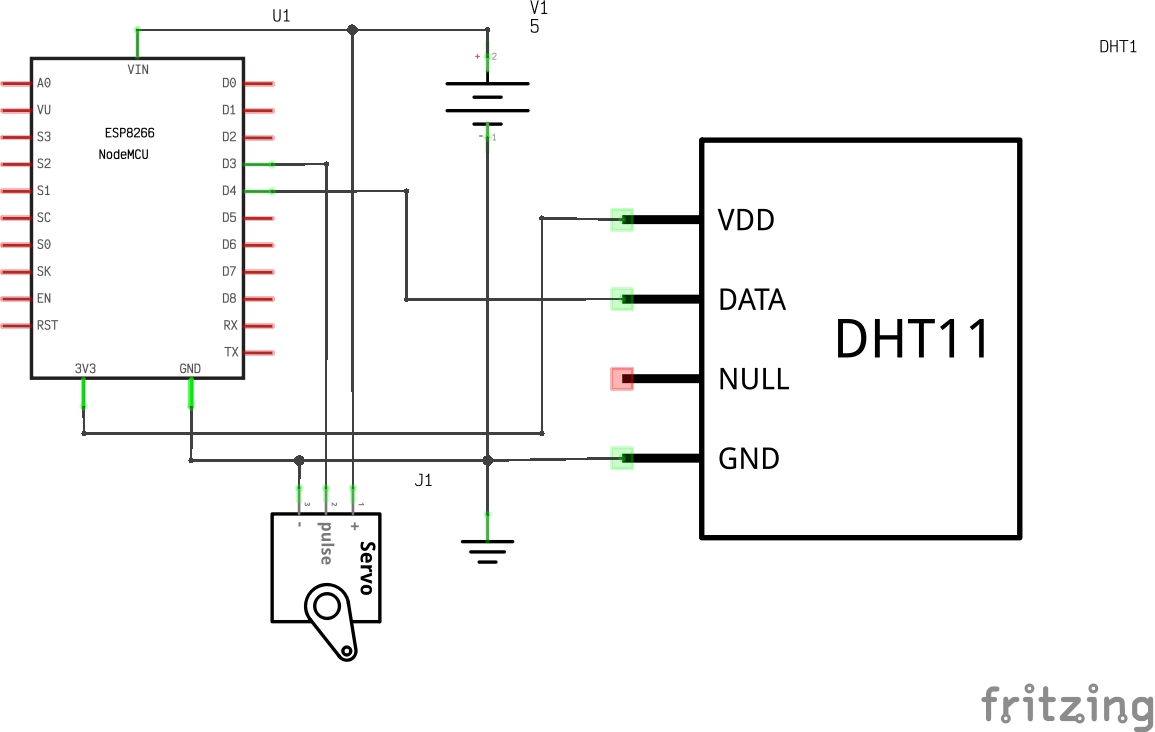 U1
V1
5
DHT1
VIN
+ 2
- 1
A0
VU
S3
S2
S1
SC
S0
SK
EN
RST
ESP8266
NodeMCU
D0
D1
D2
D3
D4
D5
D6
D7
D8
RX
TX
3V3
GND
VDD
DATA
NULL
GND
DHT11
J1
3
2
1
-
pulse
+
Servo
fritzing